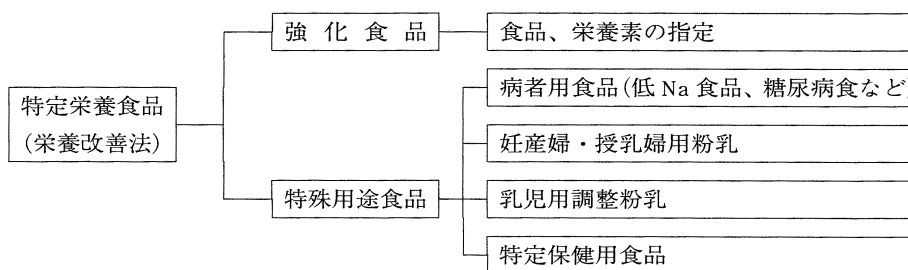 強化食品
食品、栄養素の指定
特定栄養食品
(栄養改善法)
病者用食品(低 Na 食品、糖尿病食など)
妊産婦・授乳婦用粉乳
特殊用途食品
乳児用調整粉乳
特定保健用食品